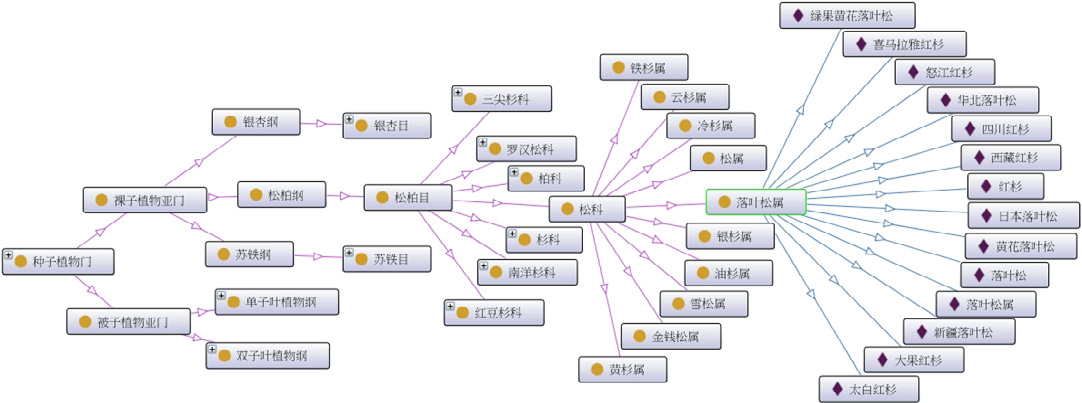 种子植物门
裸子植物亚门
被子植物亚门
银杏纲
松柏纲
苏铁纲
单子叶植物纲
双子叶植物纲
银杏目
松柏目
苏铁目
三尖杉科
罗汉松科
柏科
松科
杉科
南洋杉科
红豆杉科
铁杉属
云杉属
冷杉属
松属
落叶松属
银杉属
油杉属
雪松属
金钱松属
黄杉属
绿果黄花落叶松
喜马拉雅红杉
怒江红杉
华北落叶松
四川红杉
西藏红杉
红杉
日本落叶松
黄花落叶松
落叶松
落叶松属
新疆落叶松
大果红杉
太白红杉